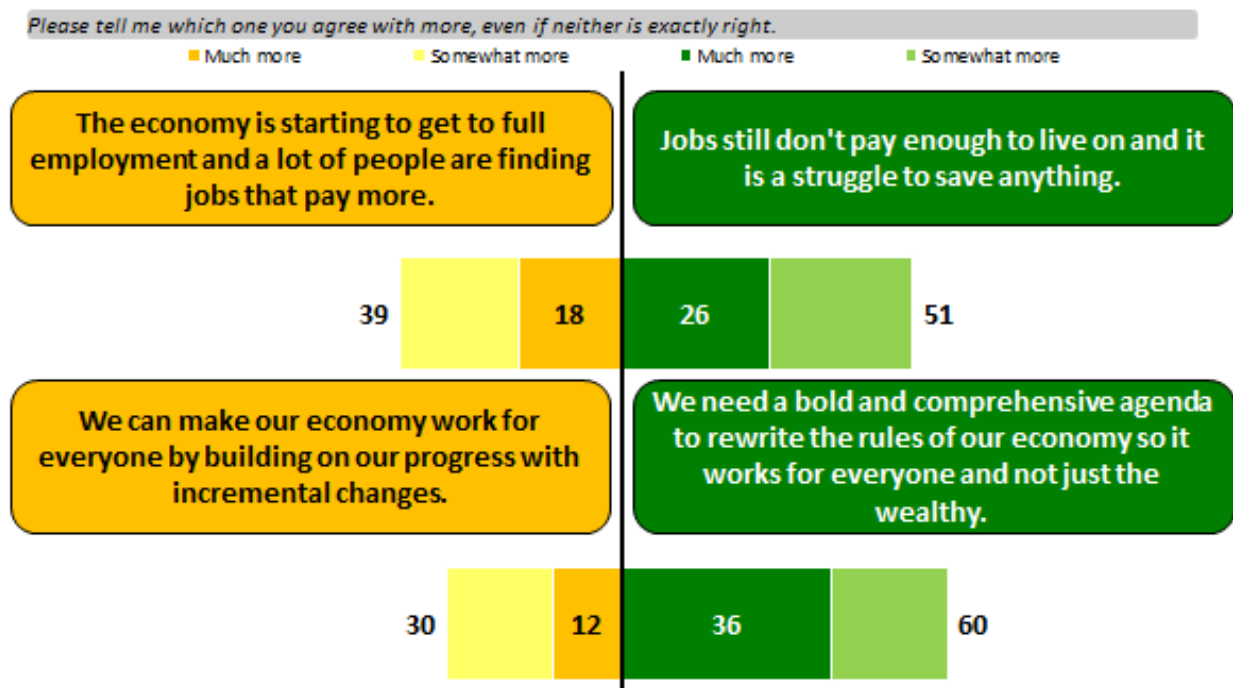 Please tell me which one you agree with more, even if neither is exactly right.
Much more Somewhat more Much more Somewhat more
The economy is starting to get to full
employment and a lot of people are finding
jobs that pay more.
Jobs still don't pay enough to live on and it
is a struggle to save anything.
39 18 26 51
We can make our economy work for
everyone by building on our progress with
incremental changes.
We need a bold and comprehensive agenda
to rewrite the rules of our economy so it
works for everyone and not just the
wealthy.
30 12 36 60